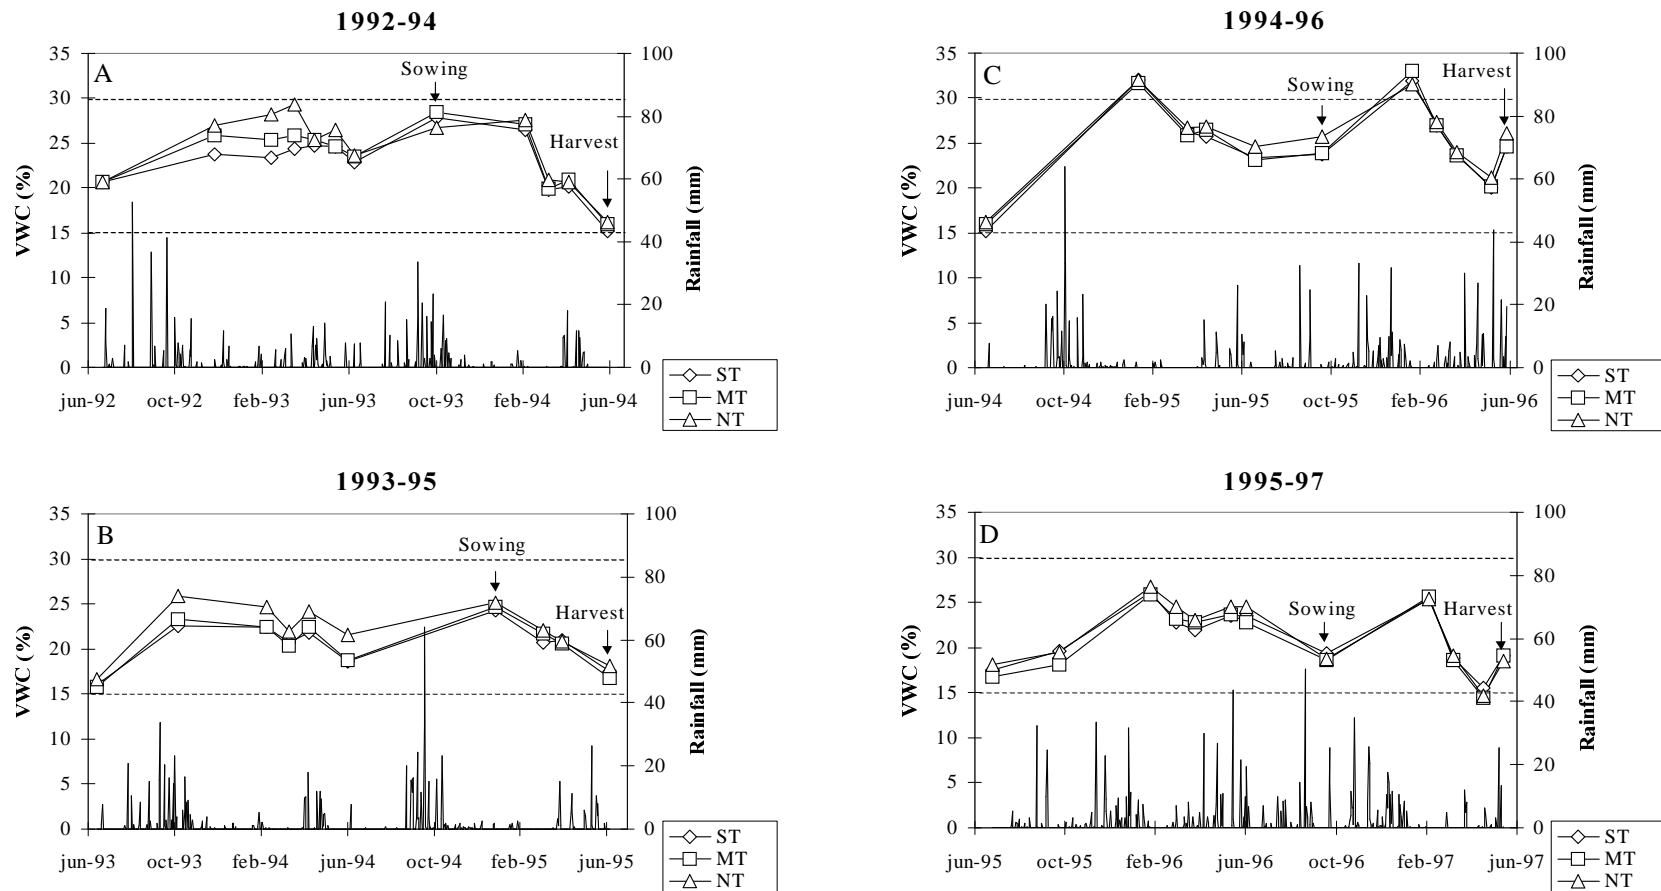 1992-94
A
35
30
25
20
15
10
5
0
VWC (%)
100
80
60
40
20
0
Rainfall (mm)
Sowing
Harvest
jun-92 oct-92 feb-93 jun-93 oct-93 feb-94 jun-94
ST
MT
NT
1994-96
C
35
30
25
20
15
10
5
0
VWC (%)
100
80
60
40
20
0
Rainfall (mm)
Sowing
Harvest
jun-94 oct-94 feb-95 jun-95 oct-95 feb-96 jun-96
ST
MT
NT
1993-95
B
35
30
25
20
15
10
5
0
VWC (%)
100
80
60
40
20
0
Rainfall (mm)
Sowing
Harvest
jun-93 oct-93 feb-94 jun-94 oct-94 feb-95 jun-95
ST
MT
NT
1995-97
D
35
30
25
20
15
10
5
0
VWC (%)
100
80
60
40
20
0
Rainfall (mm)
Sowing
Harvest
jun-95 oct-95 feb-96 jun-96 oct-96 feb-97 jun-97
ST
MT
NT